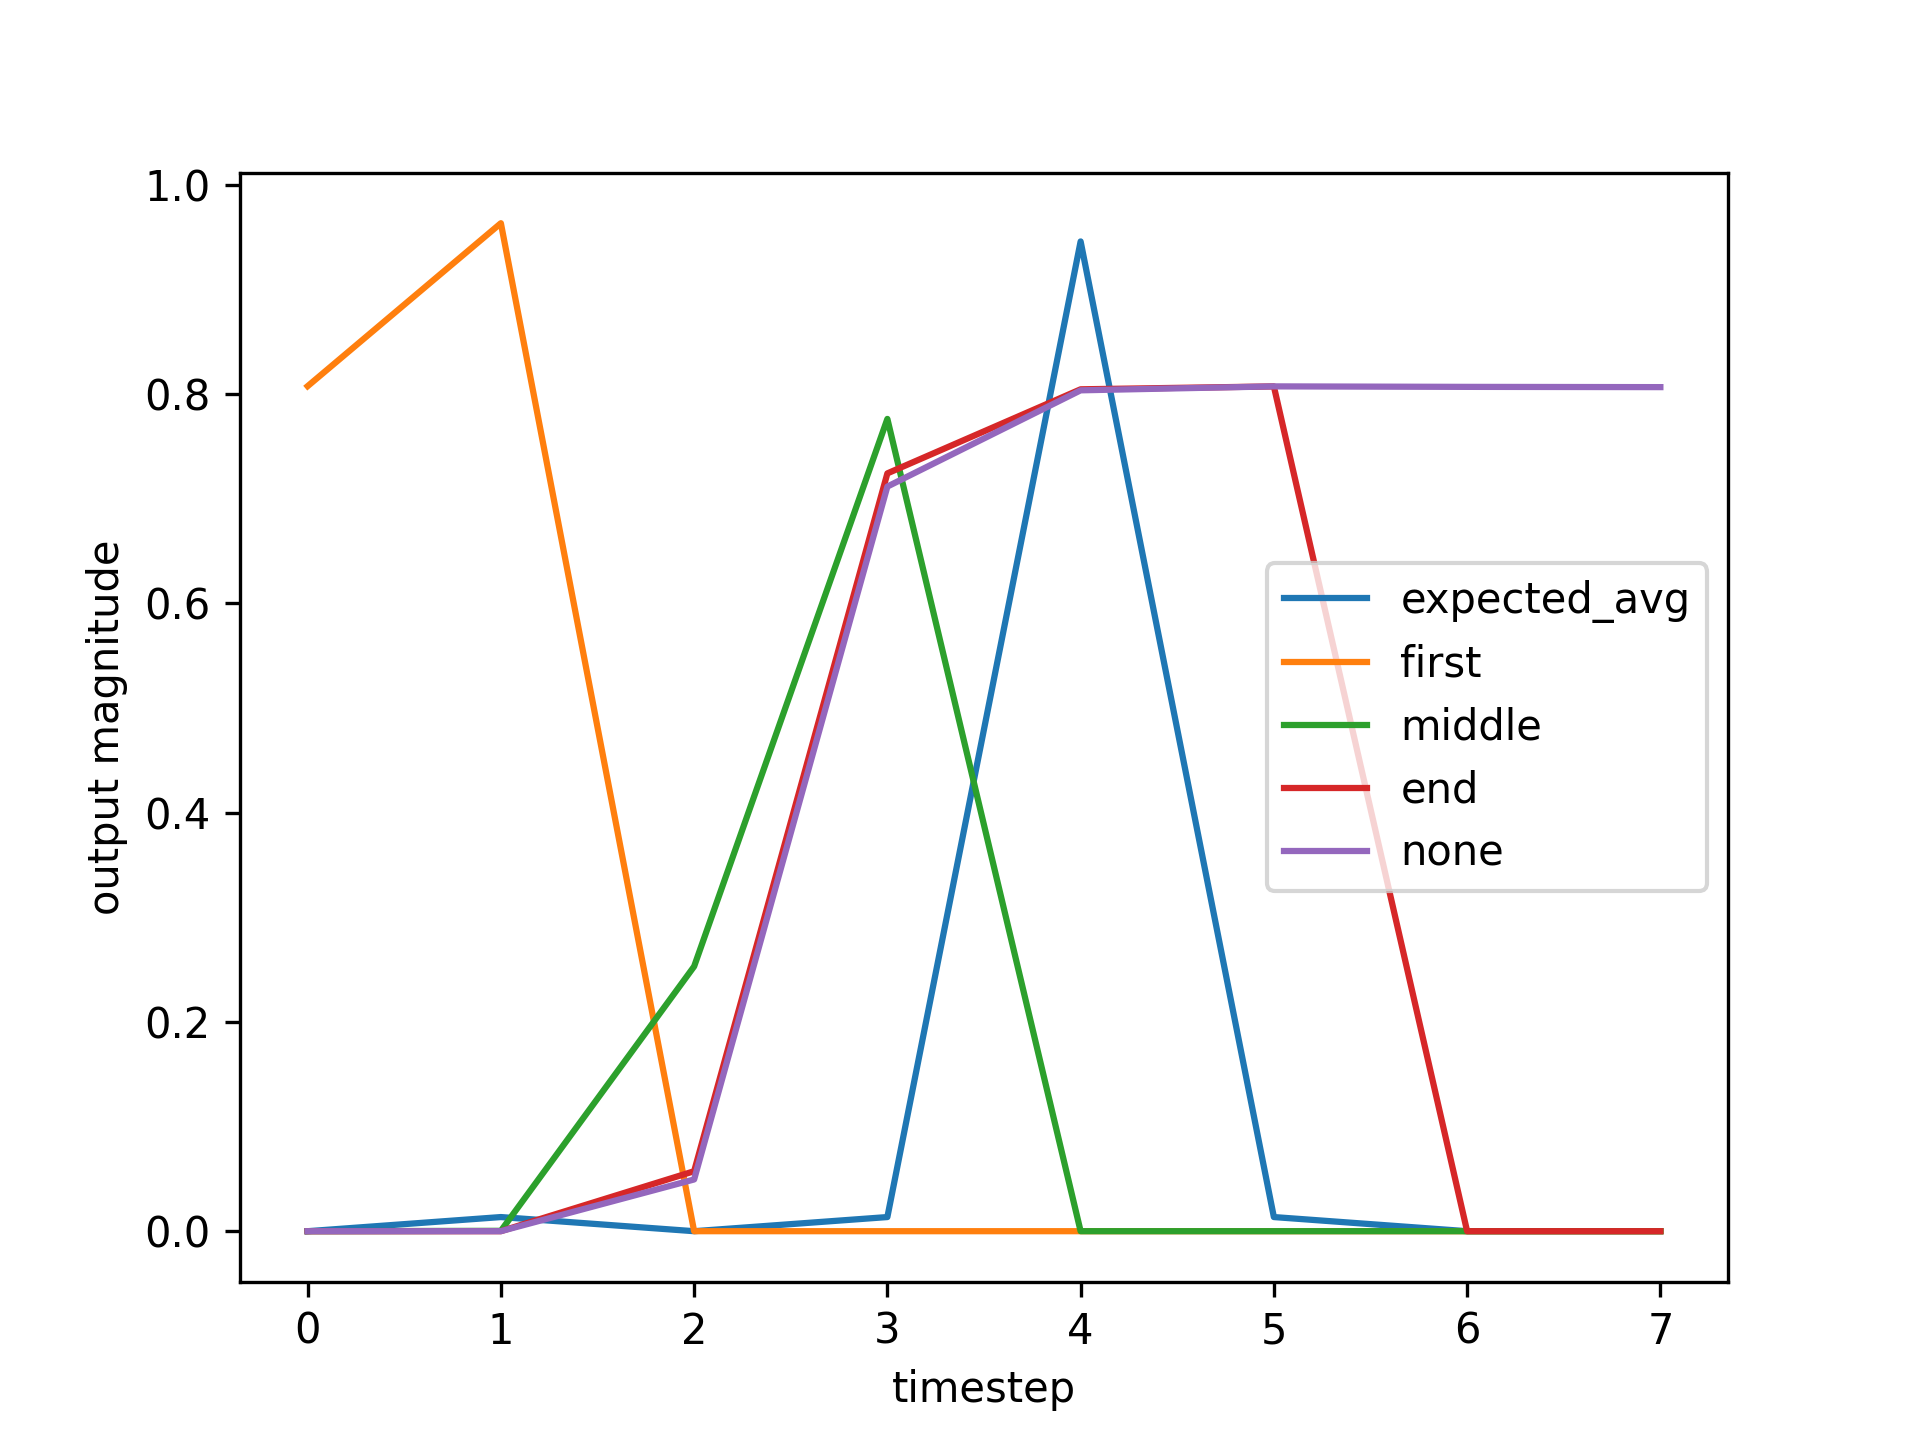 1.0
0.8
0.6
0.4
0.2
0.0
output magnitude
expected_avg
first
middle
end
none
0 1 2 3 4 5 6 7
timestep